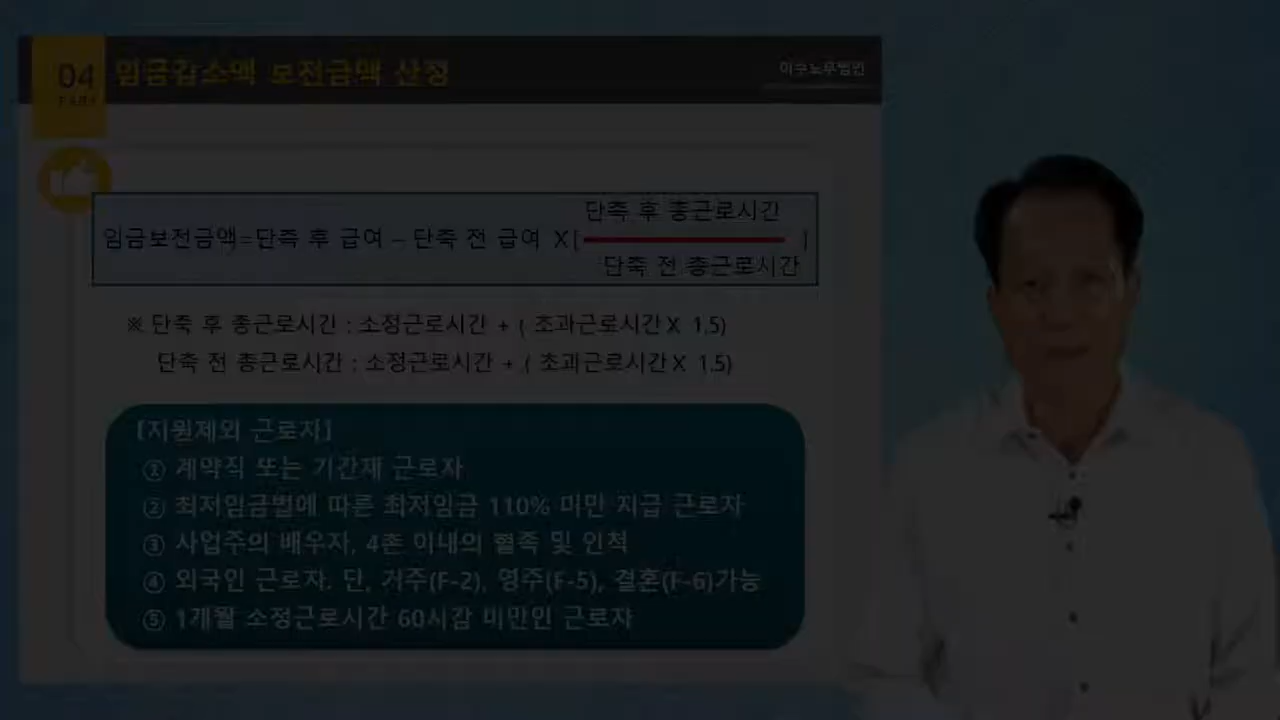 04
PART
임금감소액 보전금액 산정
이수노무법인
단축 후 총근로시간
임금보전금액=단축 후 급여 – 단축 전 급여 X [ ]
단축 전 총근로시간
※ 단축 후 총근로시간 : 소정근로시간 + ( 초과근로시간 X 1.5)
단축 전 총근로시간 : 소정근로시간 + ( 초과근로시간 X 1.5)
[지원제외 근로자]
① 계약직 또는 기간제 근로자
② 최저임금법에 따른 최저임금 110% 미만 지급 근로자
③ 사업주의 배우자, 4촌 이내의 혈족 및 인척
④ 외국인 근로자. 단, 거주(F-2), 영주(F-5), 결혼(F-6)가능
⑤ 1개월 소정근로시간 60시감 미만인 근로자